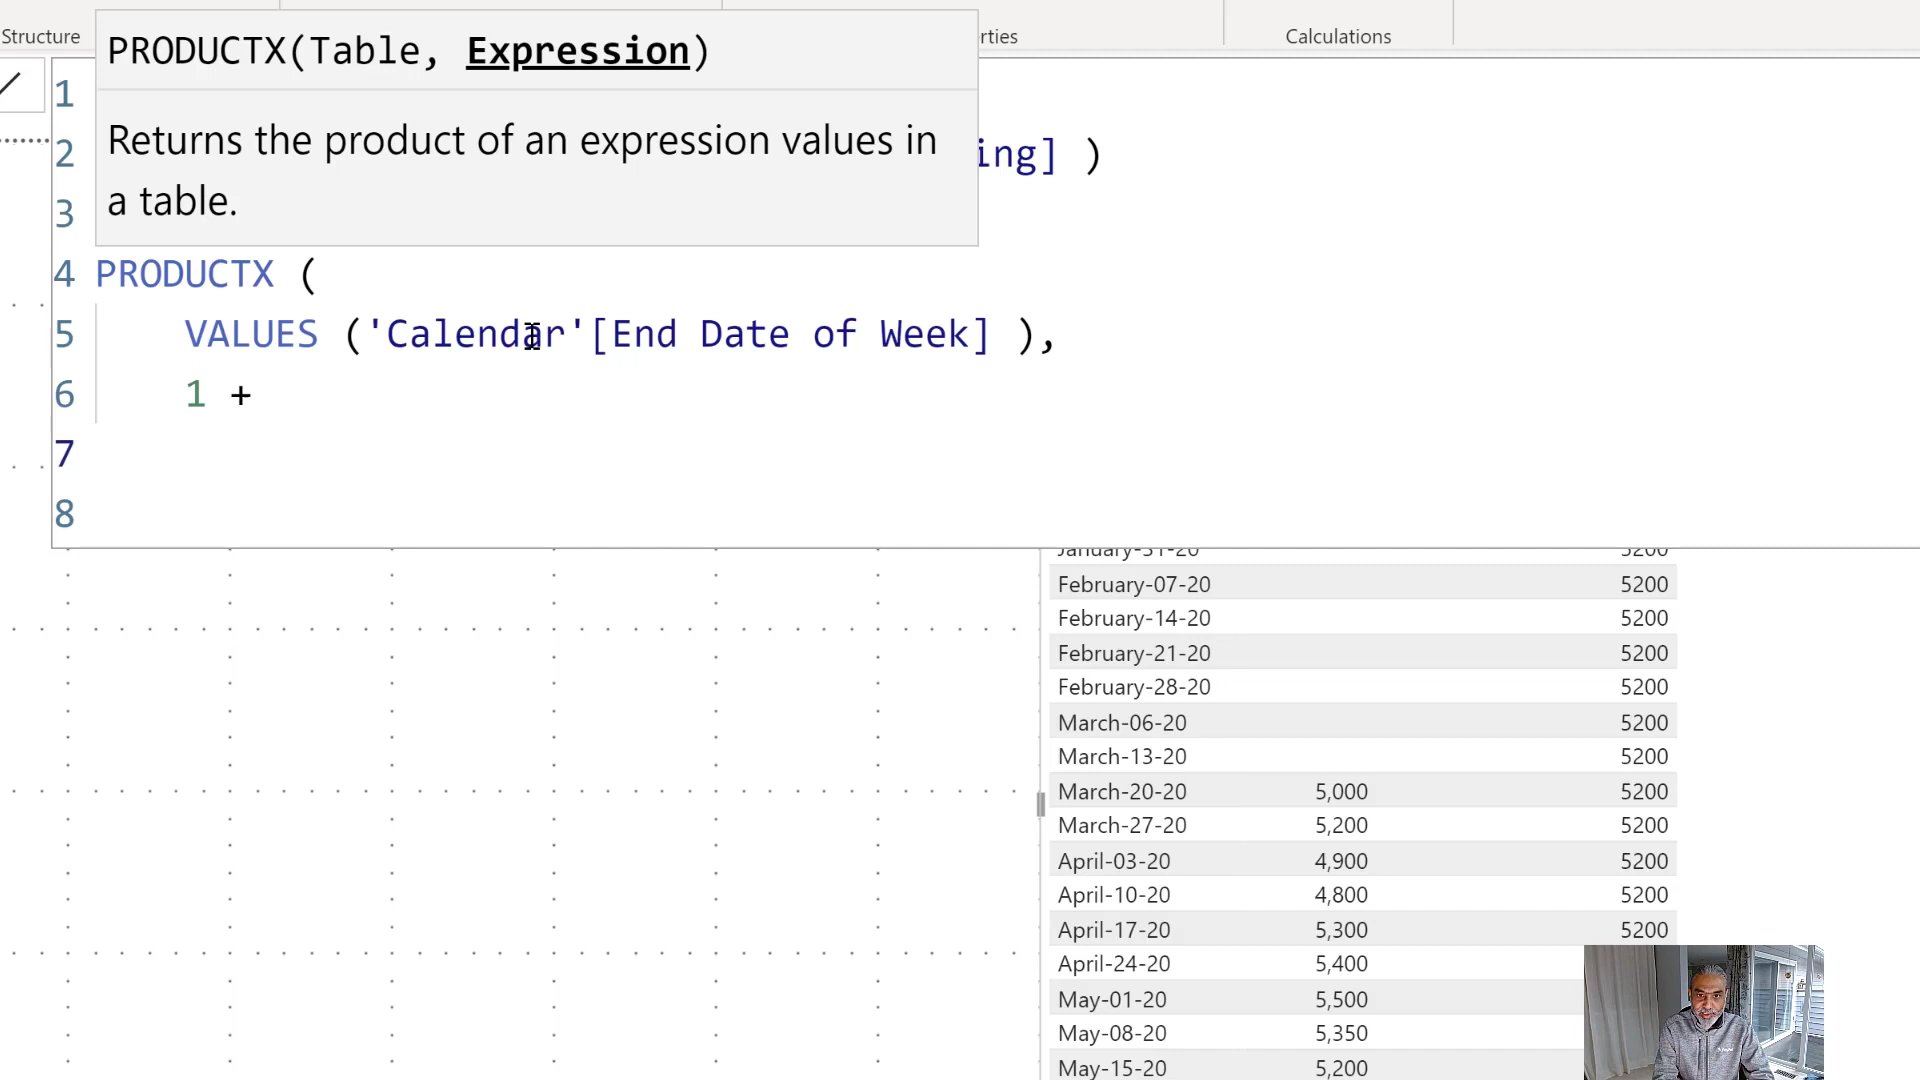 Structure
rties
Calculations
PRODUCTX(Table, Expression)
Returns the product of an expression values in
a table.
1
2 ing] )
3
4 PRODUCTX (
5 VALUES ('Calendar'[End Date of Week] ),
6 1 +
7
8
January-31-20 5200
February-07-20 5200
February-14-20 5200
February-21-20 5200
February-28-20 5200
March-06-20 5200
March-13-20 5200
March-20-20 5,000 5200
March-27-20 5,200 5200
April-03-20 4,900 5200
April-10-20 4,800 5200
April-17-20 5,300 5200
April-24-20 5,400
May-01-20 5,500
May-08-20 5,350
May-15-20 5,200